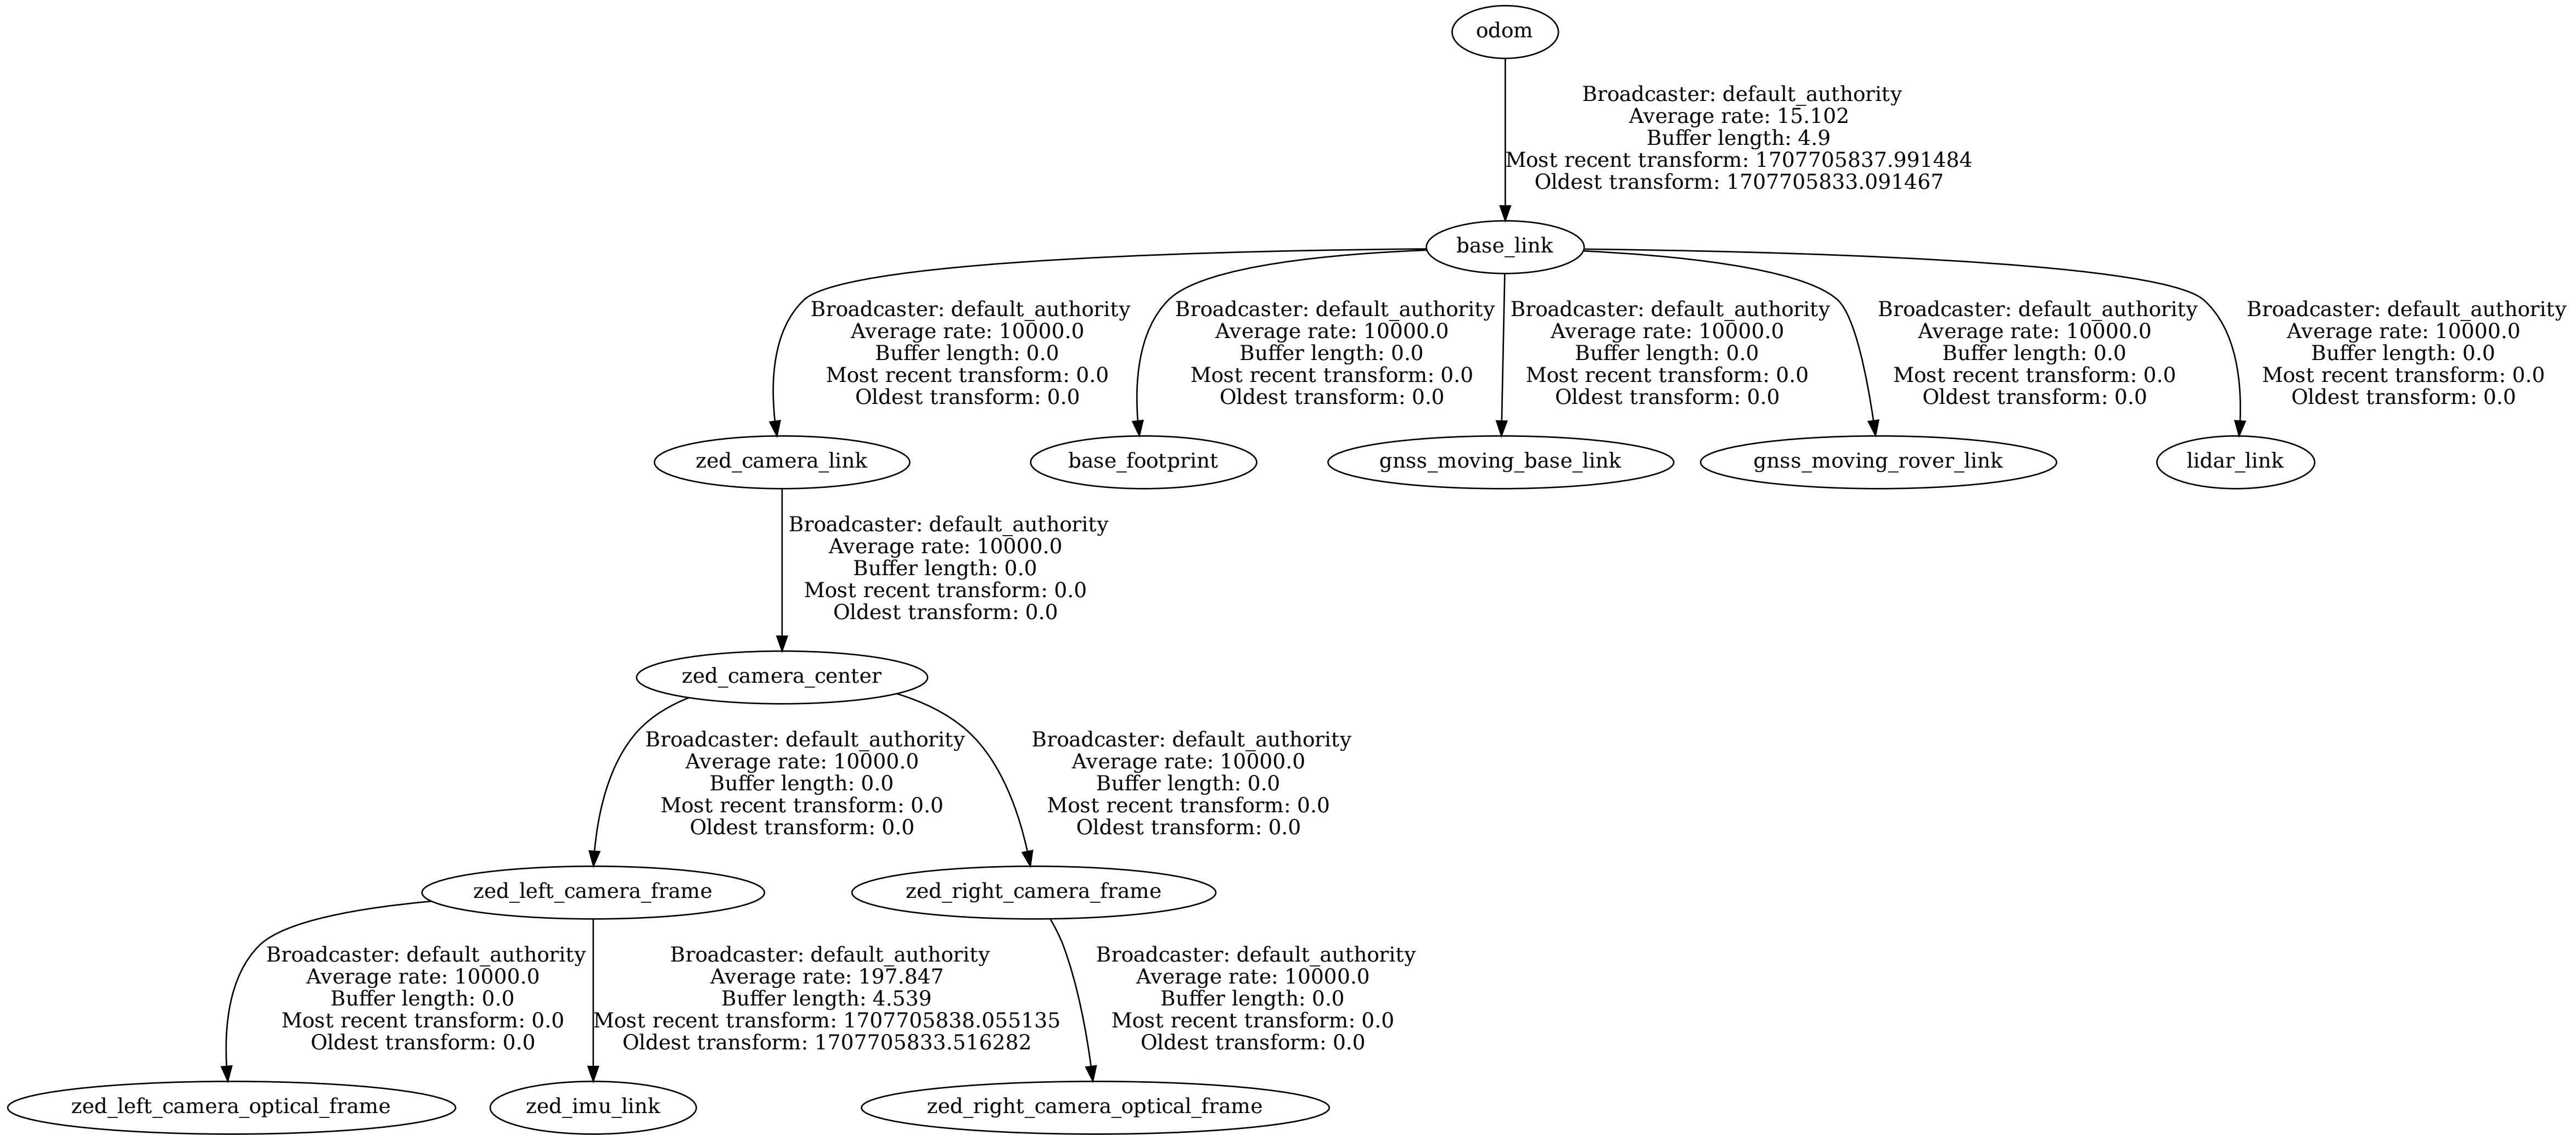 odom
Broadcaster: default_authority
Average rate: 15.102
Buffer length: 4.9
Most recent transform: 1707705837.991484
Oldest transform: 1707705833.091467
base_link
Broadcaster: default_authority
Average rate: 10000.0
Buffer length: 0.0
Most recent transform: 0.0
Oldest transform: 0.0
Broadcaster: default_authority
Average rate: 10000.0
Buffer length: 0.0
Most recent transform: 0.0
Oldest transform: 0.0
Broadcaster: default_authority
Average rate: 10000.0
Buffer length: 0.0
Most recent transform: 0.0
Oldest transform: 0.0
Broadcaster: default_authority
Average rate: 10000.0
Buffer length: 0.0
Most recent transform: 0.0
Oldest transform: 0.0
Broadcaster: default_authority
Average rate: 10000.0
Buffer length: 0.0
Most recent transform: 0.0
Oldest transform: 0.0
zed_camera_link
base_footprint
gnss_moving_base_link
gnss_moving_rover_link
lidar_link
Broadcaster: default_authority
Average rate: 10000.0
Buffer length: 0.0
Most recent transform: 0.0
Oldest transform: 0.0
zed_camera_center
Broadcaster: default_authority
Average rate: 10000.0
Buffer length: 0.0
Most recent transform: 0.0
Oldest transform: 0.0
Broadcaster: default_authority
Average rate: 10000.0
Buffer length: 0.0
Most recent transform: 0.0
Oldest transform: 0.0
zed_left_camera_frame
zed_right_camera_frame
Broadcaster: default_authority
Average rate: 10000.0
Buffer length: 0.0
Most recent transform: 0.0
Oldest transform: 0.0
Broadcaster: default_authority
Average rate: 197.847
Buffer length: 4.539
Most recent transform: 1707705838.055135
Oldest transform: 1707705833.516282
Broadcaster: default_authority
Average rate: 10000.0
Buffer length: 0.0
Most recent transform: 0.0
Oldest transform: 0.0
zed_left_camera_optical_frame
zed_imu_link
zed_right_camera_optical_frame